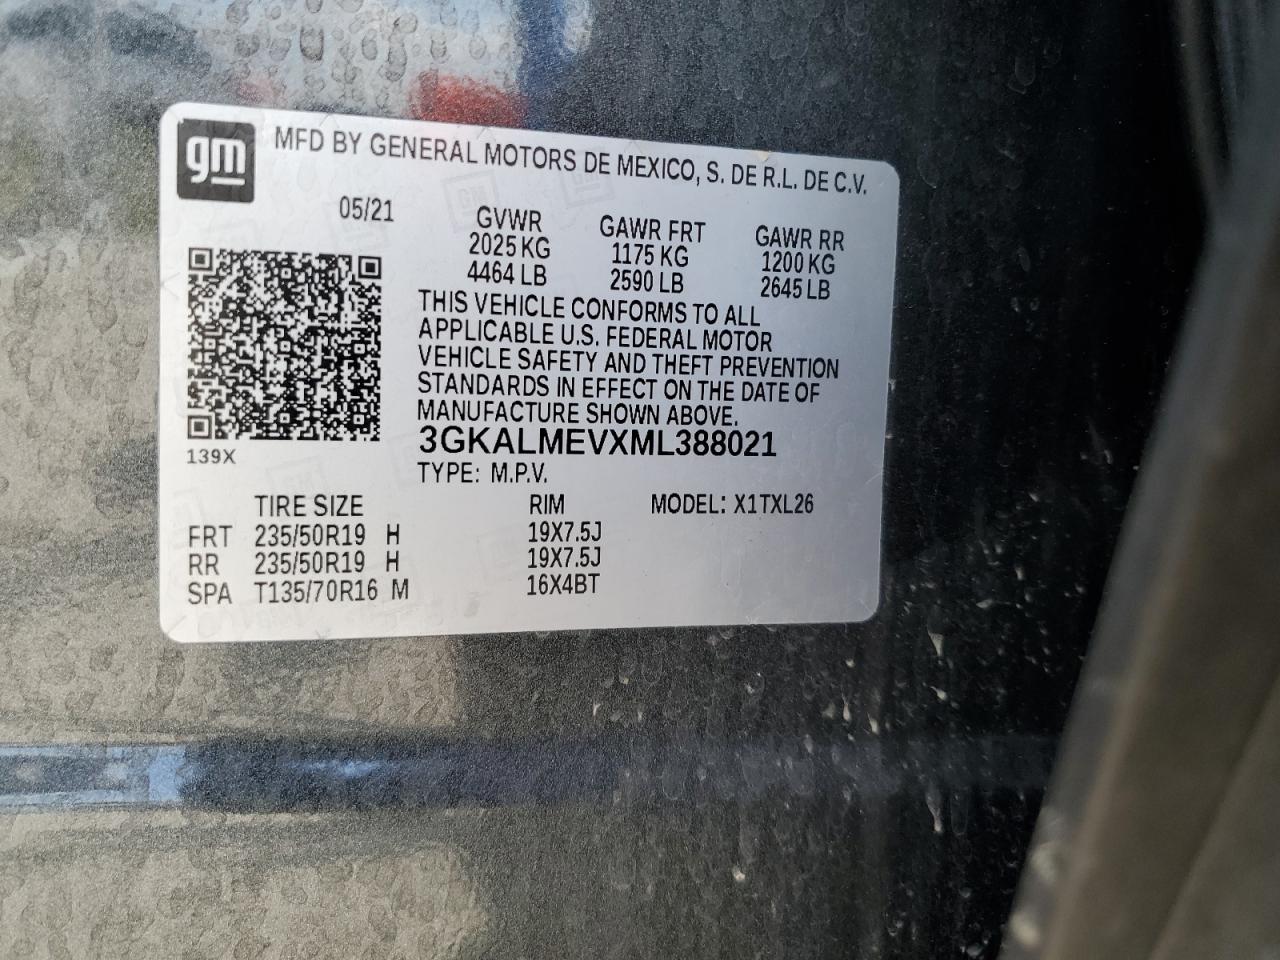 gm
MFD BY GENERAL MOTORS DE MEXICO, S. DE R.L. DE C.V.
05/21
GVWR GAWR FRT GAWR RR
2025 KG 1175 KG 1200 KG
4464 LB 2590 LB 2645 LB
THIS VEHICLE CONFORMS TO ALL
APPLICABLE U.S. FEDERAL MOTOR
VEHICLE SAFETY AND THEFT PREVENTION
STANDARDS IN EFFECT ON THE DATE OF
MANUFACTURE SHOWN ABOVE.
3GKALMEVXML388021
139X
TYPE: M.P.V.
TIRE SIZE RIM MODEL: X1TXL26
FRT 235/50R19 H 19X7.5J
RR 235/50R19 H 19X7.5J
SPA T135/70R16 M 16X4BT